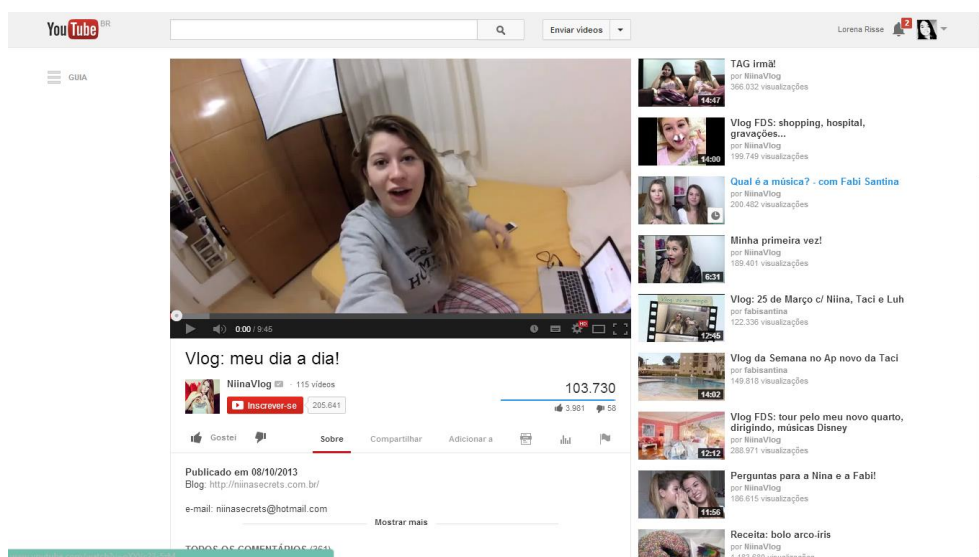 YouTube BR
Enviar vídeos
Lorena Risse
2
GUIA
TAG irmã!
por NiinaVlog
366.032 visualizações
14:47
Vlog FDS: shopping, hospital,
gravações...
por NiinaVlog
199.749 visualizações
14:00
Qual é a música? - com Fabi Santina
por NiinaVlog
200.482 visualizações
Minha primeira vez!
por NiinaVlog
189.401 visualizações
6:31
Vlog: 25 de Março c/ Niina, Taci e Luh
por fabisantina
122.336 visualizações
12:45
Vlog da Semana no Ap novo da Taci
por fabisantina
149.818 visualizações
14:02
Vlog FDS: tour pelo meu novo quarto,
dirigindo, músicas Disney
por NiinaVlog
288.971 visualizações
12:12
Perguntas para a Nina e a Fabi!
por NiinaVlog
186.615 visualizações
11:56
Receita: bolo arco-íris
por NiinaVlog
0:00 / 9:45
HD
Vlog: meu dia a dia!
NiinaVlog · 115 vídeos
Inscrever-se 205.641
103.730
3.981 58
Gostei
Sobre Compartilhar Adicionar a
Publicado em 08/10/2013
Blog: http://niinasecrets.com.br/
e-mail: niinasecrets@hotmail.com
Mostrar mais
TODOS OS COMENTÁRIOS (361)